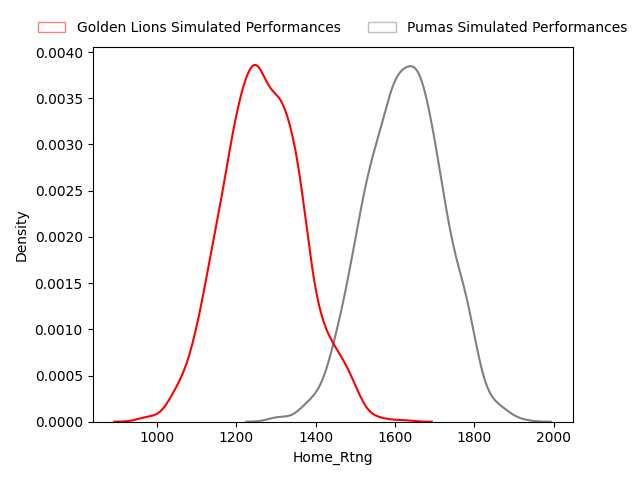 Golden Lions Simulated Performances
Pumas Simulated Performances
0.0040
0.0035
0.0030
0.0025
0.0020
0.0015
0.0010
0.0005
0.0000
Density
1000 1200 1400 1600 1800 2000
Home_Rtng